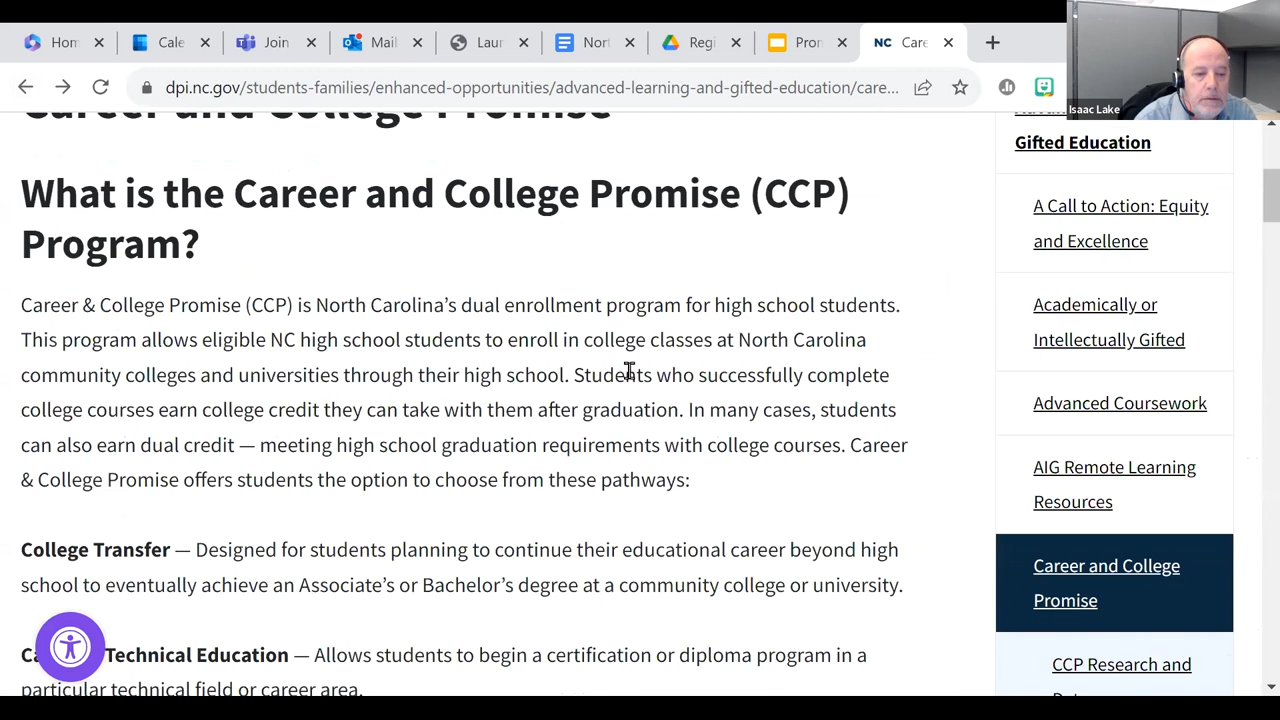 Hom
Cale
Join
Mail
Laun
Nort
Regi
Pron
NC Care
dpi.nc.gov/students-families/enhanced-opportunities/advanced-learning-and-gifted-education/care...
Isaac Lake
Career and College Promise
What is the Career and College Promise (CCP)
Program?
Career & College Promise (CCP) is North Carolina’s dual enrollment program for high school students.
This program allows eligible NC high school students to enroll in college classes at North Carolina
community colleges and universities through their high school. Students who successfully complete
college courses earn college credit they can take with them after graduation. In many cases, students
can also earn dual credit — meeting high school graduation requirements with college courses. Career
& College Promise offers students the option to choose from these pathways:
College Transfer — Designed for students planning to continue their educational career beyond high
school to eventually achieve an Associate’s or Bachelor’s degree at a community college or university.
Technical Education — Allows students to begin a certification or diploma program in a
particular technical field or career area.
Gifted Education
A Call to Action: Equity
and Excellence
Academically or
Intellectually Gifted
Advanced Coursework
AIG Remote Learning
Resources
Career and College
Promise
CCP Research and